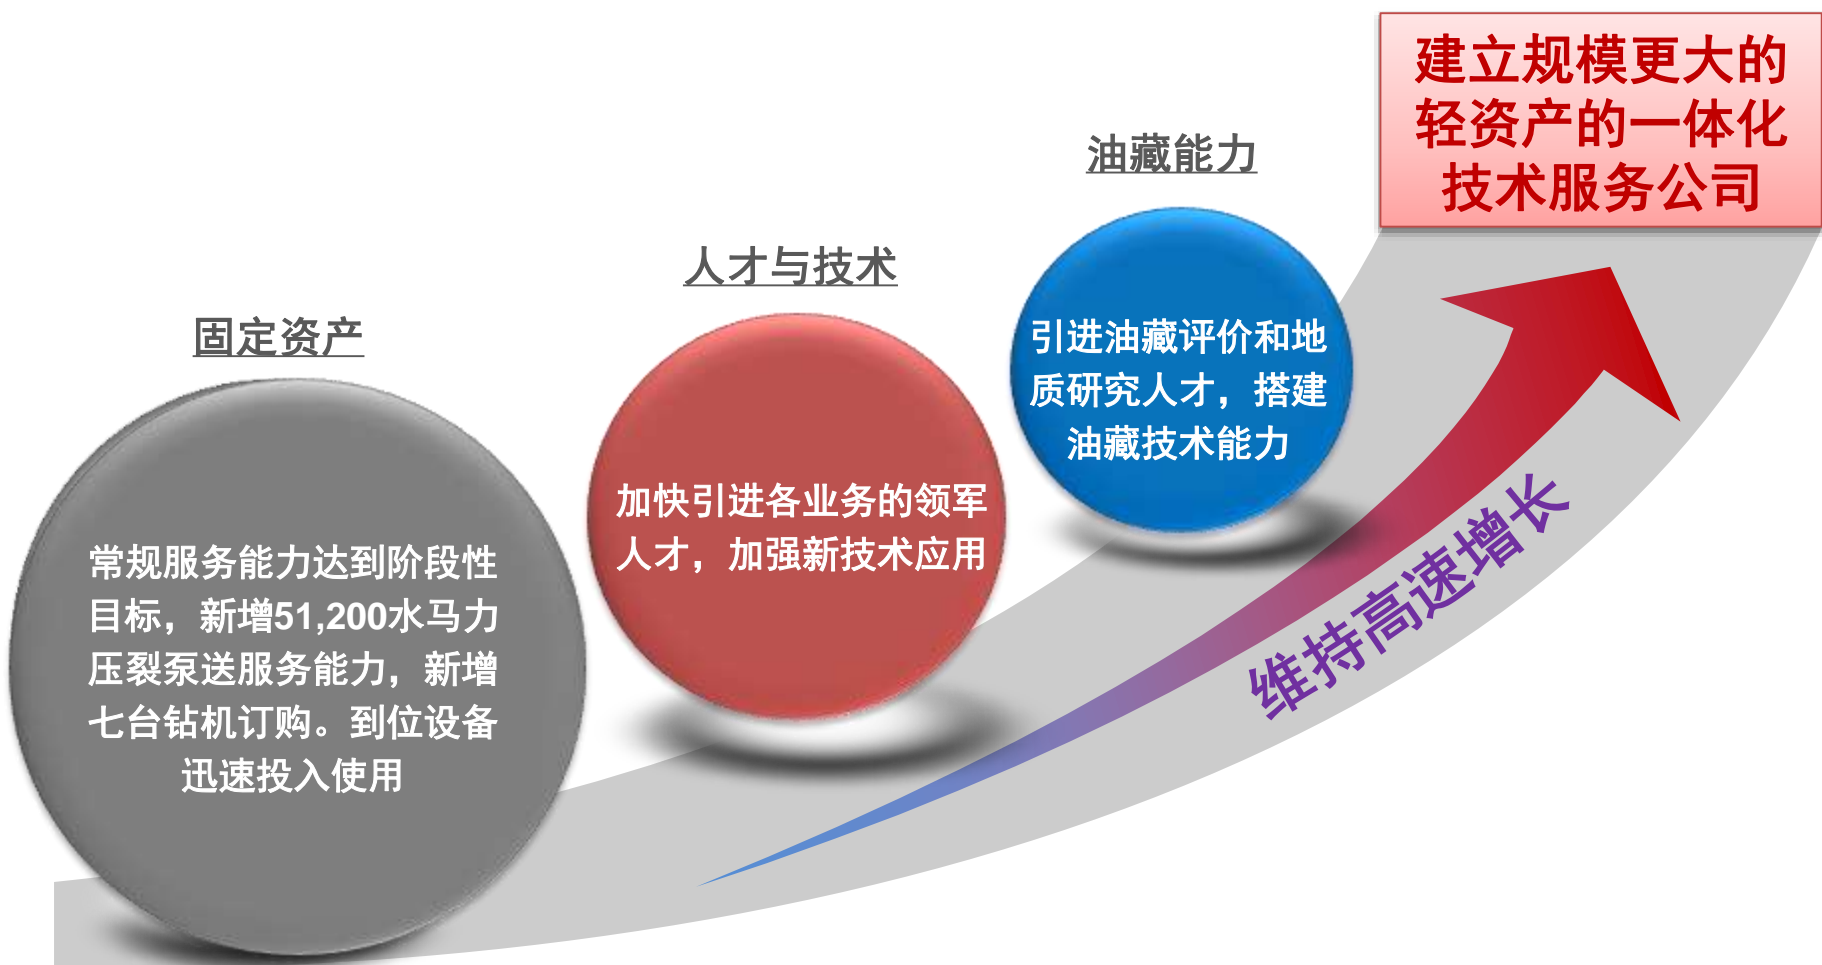 建立规模更大的
轻资产的一体化
技术服务公司
油藏能力
引进油藏评价和地
质研究人才，搭建
油藏技术能力
人才与技术
加快引进各业务的领军
人才，加强新技术应用
固定资产
常规服务能力达到阶段性
目标，新增51,200水马力
压裂泵送服务能力，新增
七台钻机订购。到位设备
迅速投入使用
维持高速增长